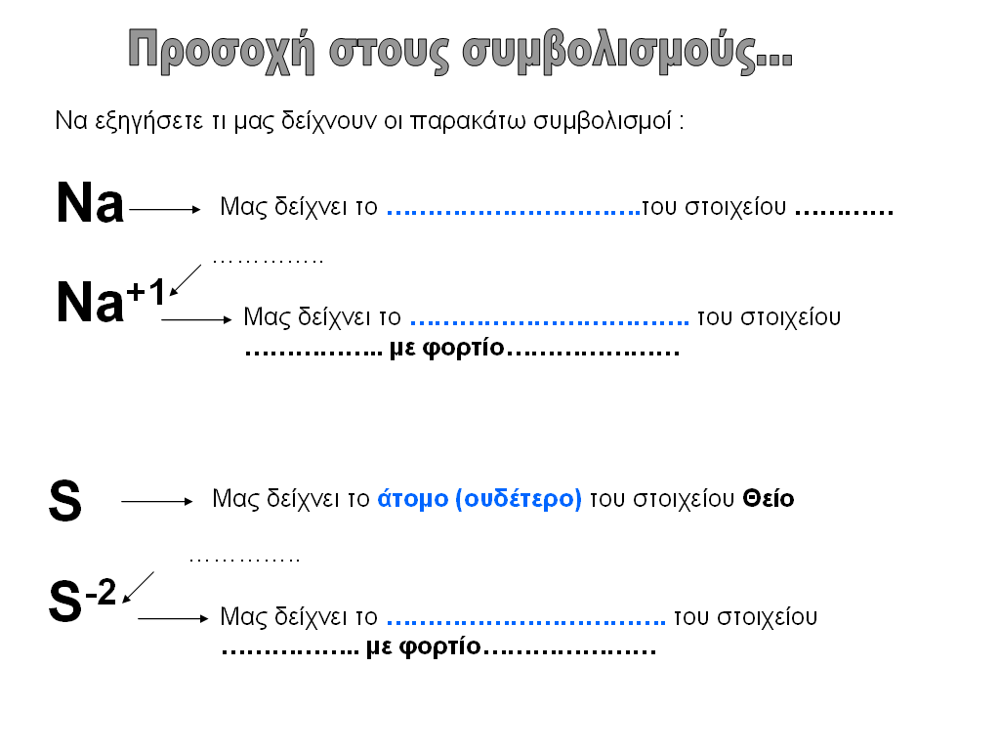 Προσοχή στους συμβολισμούς...
Να εξηγήσετε τι μας δείχνουν οι παρακάτω συμβολισμοί :
Na Μας δείχνει το ………………………….του στοιχείου …………
…………..
Na+1
Μας δείχνει το ……………………………. του στοιχείου
…………….. με φορτίο…………………
S Μας δείχνει το άτομο (ουδέτερο) του στοιχείου Θείο
…………..
S-2
Μας δείχνει το ……………………………. του στοιχείου
…………….. με φορτίο…………………